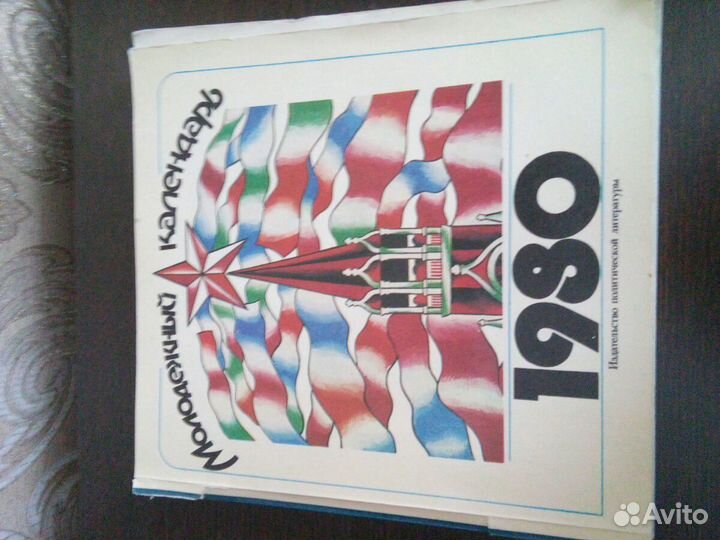 Молодежный календарь
1980
Издательство политической литературы
Avito